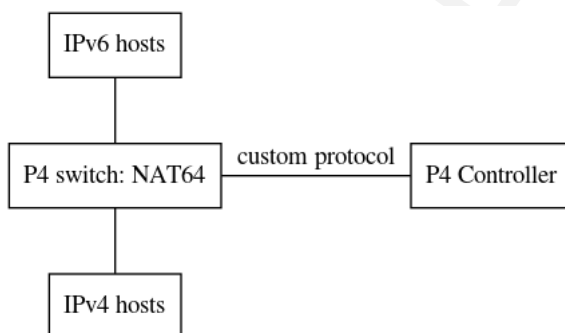 IPv6 hosts
P4 switch: NAT64
custom protocol
P4 Controller
IPv4 hosts